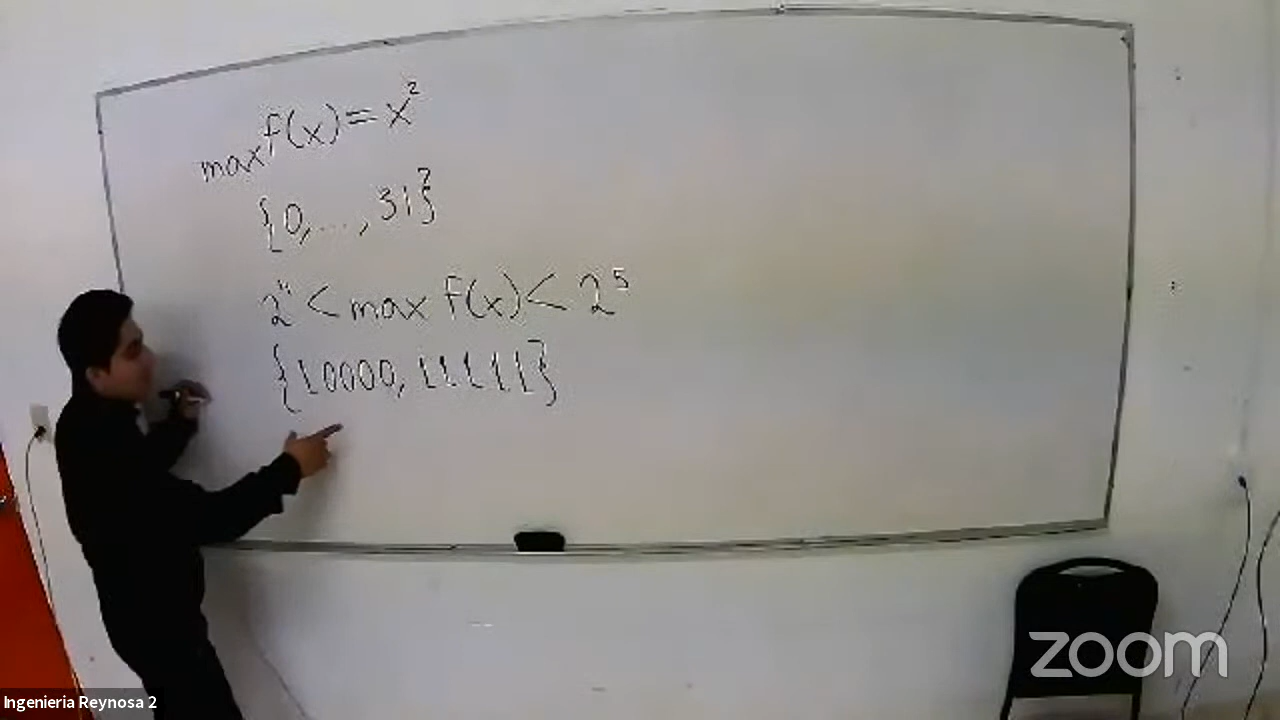 max f(x) = x²
{0, ..., 31}
2⁴ < max f(x) < 2⁵
{10000, 11111}
zoom
Ingenieria Reynosa 2